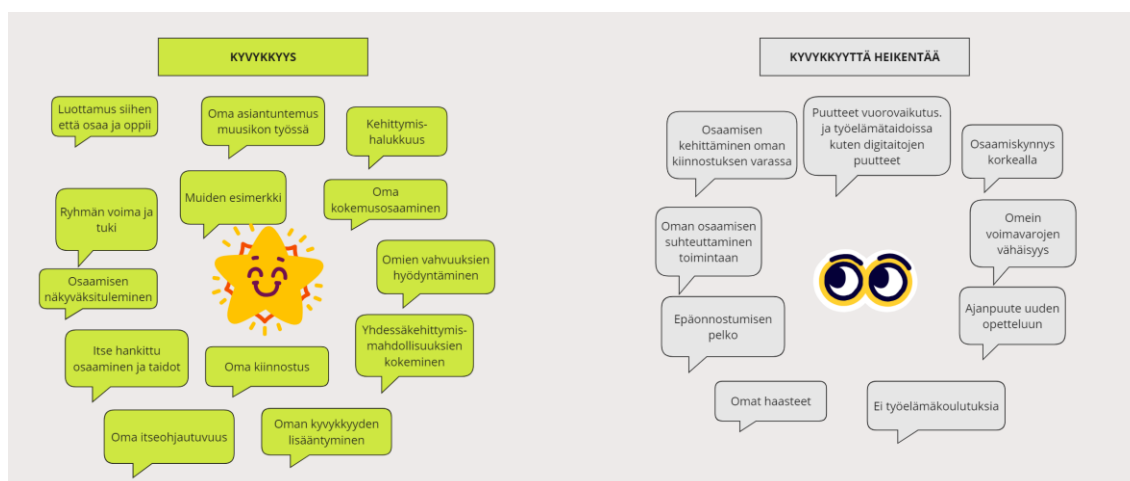 KYVYKKYYS
Luottamus siihen
että osaa ja oppii
Oma asiantuntemus
muusikon työssä
Kehittymis-
halukkuus
Muiden esimerkki
Oma
kokemusosaaminen
Ryhmän voima ja
tuki
Omien vahvuuksien
hyödyntäminen
Osaamisen
näkyväksituleminen
Yhdessäkehittymis-
mahdollisuuksien
kokeminen
Itse hankittu
osaaminen ja taidot
Oma kiinnostus
Oma itseohjautuvuus
Oman kyvykkyyden
lisääntyminen
KYVYKKYYTTÄ HEIKENTÄÄ
Osaamisen
kehittäminen oman
kiinnostuksen varassa
Puutteet vuorovaikutus.
ja työelämätaidoissa
kuten digitaitojen
puutteet
Osaamiskynnys
korkealla
Oman osaamisen
suhteuttaminen
toimintaan
Omein
voimavarojen
vähäisyys
Epäonnostumisen
pelko
Ajanpuute uuden
opetteluun
Omat haasteet
Ei työelämäkoulutuksia